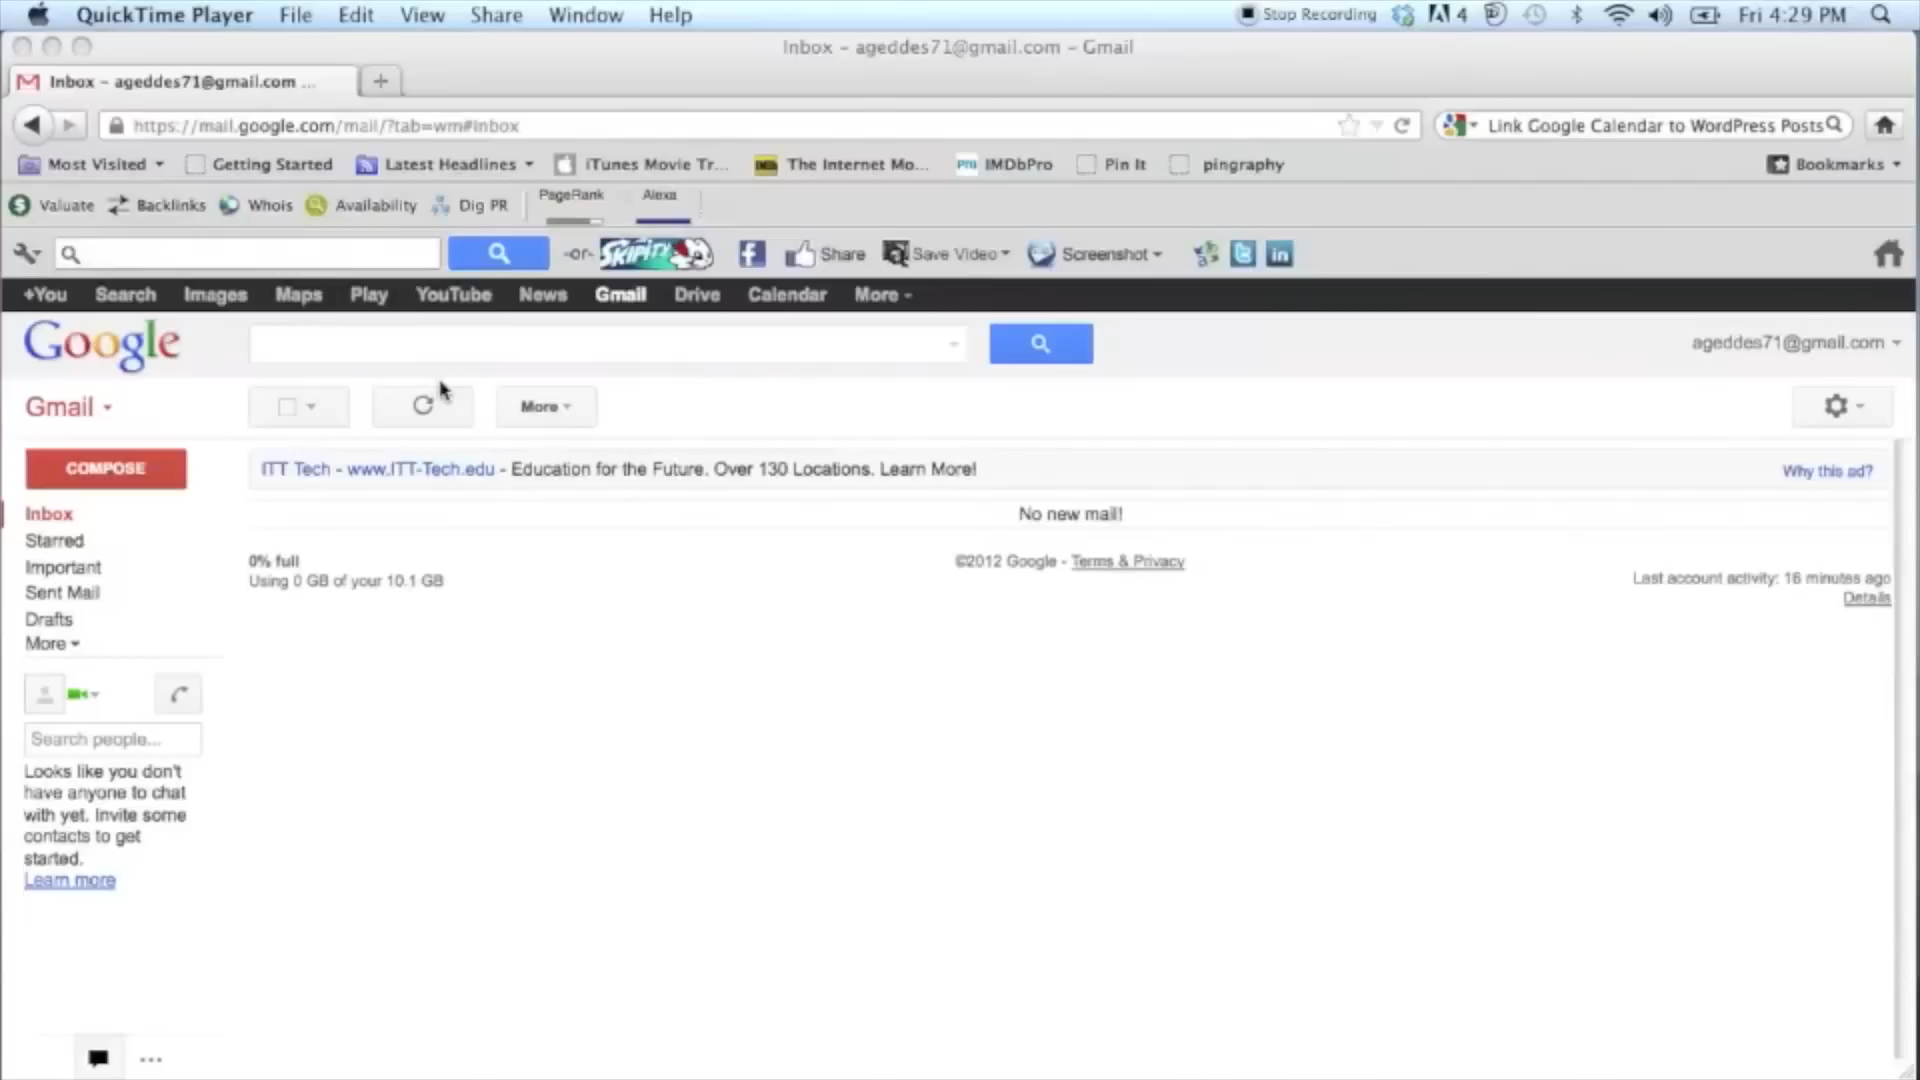 QuickTime Player File Edit View Share Window Help Stop Recording 4 Fri 4:29 PM
Inbox – ageddes71@gmail.com – Gmail
Inbox – ageddes71@gmail.com ...
https://mail.google.com/mail/?tab=wm#inbox Link Google Calendar to WordPress Posts
Most Visited Getting Started Latest Headlines iTunes Movie Tr... The Internet Mo... Pro IMDbPro Pin It pingraphy Bookmarks
Valuate Backlinks Whois Availability Dig PR PageRank Alexa
-or- SKIPITY Share Save Video Screenshot
+You Search Images Maps Play YouTube News Gmail Drive Calendar More
Google ageddes71@gmail.com
Gmail More
COMPOSE
ITT Tech - www.ITT-Tech.edu - Education for the Future. Over 130 Locations. Learn More! Why this ad?
Inbox
No new mail!
Starred
Important
Sent Mail
Drafts
More
0% full
Using 0 GB of your 10.1 GB
©2012 Google - Terms & Privacy
Last account activity: 16 minutes ago
Details
Search people...
Looks like you don't
have anyone to chat
with yet. Invite some
contacts to get
started.
Learn more